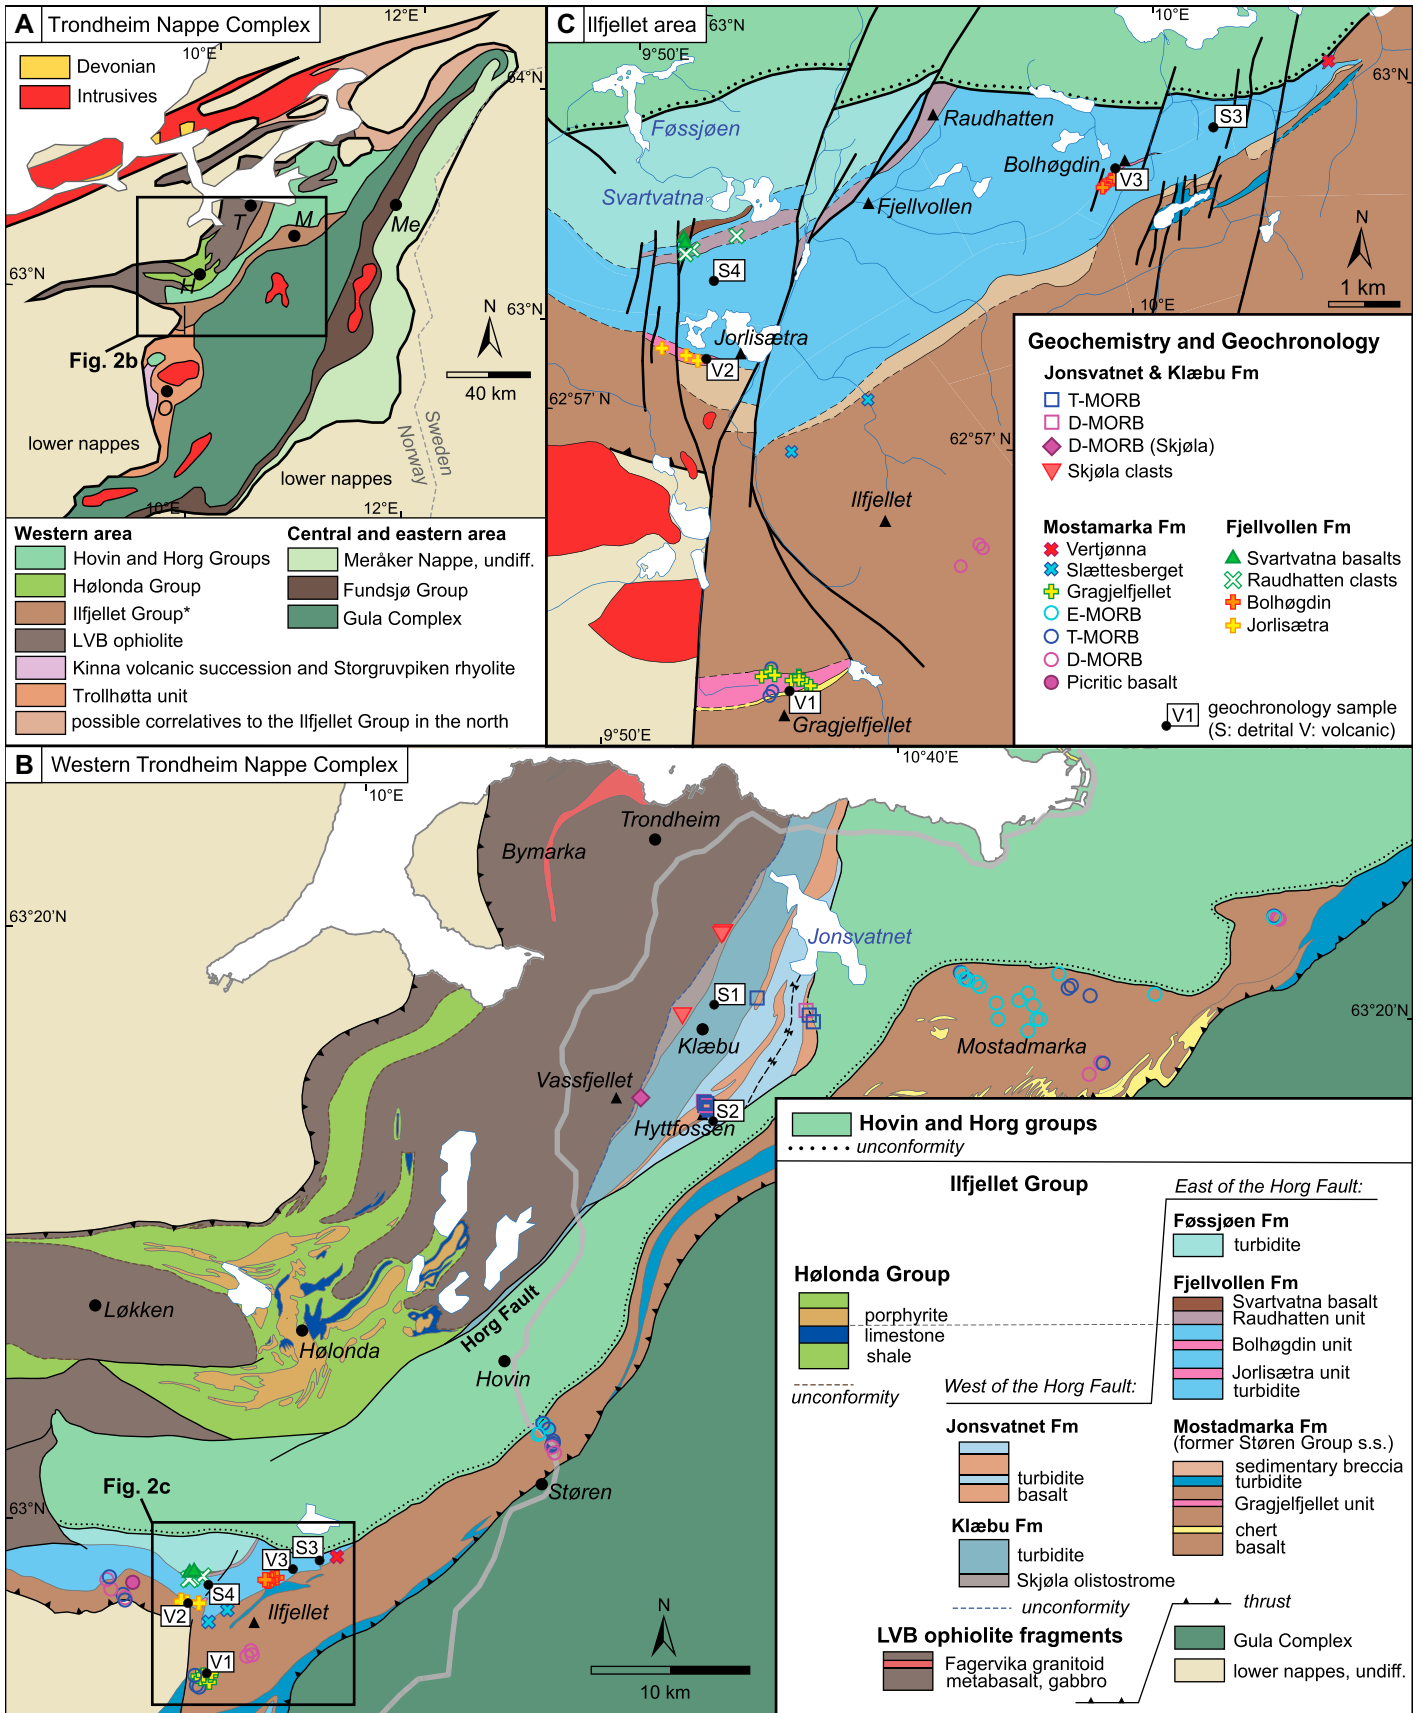 A Trondheim Nappe Complex
12°E
10°E
Devonian
Intrusives
64°N
T
M
Me
63°N
H
I
63°N
N
Fig. 2b
40 km
lower nappes
Sweden
Norway
lower nappes
10°E
12°E
Western area
Hovin and Horg Groups
Hølonda Group
Ilfjellet Group*
LVB ophiolite
Kinna volcanic succession and Storgruvpiken rhyolite
Trollhøtta unit
possible correlatives to the Ilfjellet Group in the north
Central and eastern area
Meråker Nappe, undiff.
Fundsjø Group
Gula Complex
C Ilfjellet area
63°N
10°E
9°50'E
63°N
Føssjøen
Raudhatten
S3
Bolhøgdin
V3
Svartvatna
Fjellvollen
N
S4
1 km
10°E
Jorlisætra
V2
62°57' N
62°57' N
Ilfjellet
V1
Gragjelfjellet
9°50'E
Geochemistry and Geochronology
Jonsvatnet & Klæbu Fm
T-MORB
D-MORB
D-MORB (Skjøla)
Skjøla clasts
Mostamarka Fm
Vertjønna
Slættesberget
Gragjelfjellet
E-MORB
T-MORB
D-MORB
Picritic basalt
Fjellvollen Fm
Svartvatna basalts
Raudhatten clasts
Bolhøgdin
Jorlisætra
V1 geochronology sample
(S: detrital V: volcanic)
B Western Trondheim Nappe Complex
10°E
10°40'E
Trondheim
Bymarka
63°20'N
Jonsvatnet
S1
Klæbu
63°20'N
Mostadmarka
Vassfjellet
S2
Hyttfossen
Løkken
Horg Fault
Hølonda
Hovin
Fig. 2c
Støren
63°N
S3
V3
S4
V2
Ilfjellet
V1
N
10 km
Hovin and Horg groups
unconformity
Ilfjellet Group
East of the Horg Fault:
Føssjøen Fm
turbidite
Hølonda Group
porphyrite
limestone
shale
unconformity
Fjellvollen Fm
Svartvatna basalt
Raudhatten unit
Bolhøgdin unit
Jorlisætra unit
turbidite
West of the Horg Fault:
Jonsvatnet Fm
turbidite
basalt
Mostadmarka Fm
(former Støren Group s.s.)
sedimentary breccia
turbidite
Gragjelfjellet unit
chert
basalt
Klæbu Fm
turbidite
Skjøla olistostrome
unconformity
thrust
LVB ophiolite fragments
Fagervika granitoid
metabasalt, gabbro
Gula Complex
lower nappes, undiff.